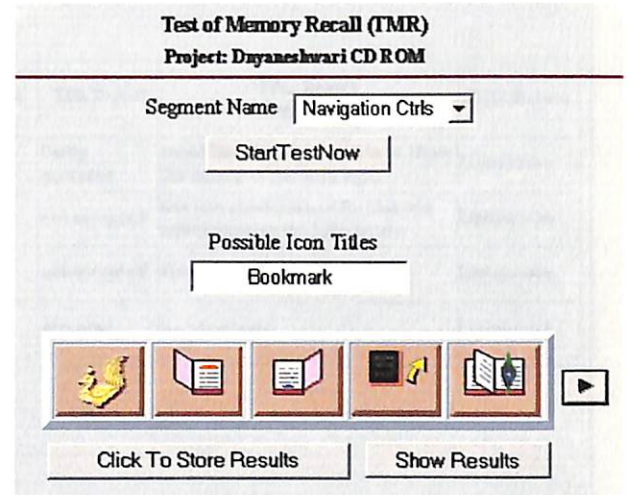 Test of Memory Recall (TMR)
Project: Dnyaneshwari CD ROM
Segment Name Navigation Ctrls
StartTestNow
Possible Icon Titles
Bookmark
Click To Store Results Show Results